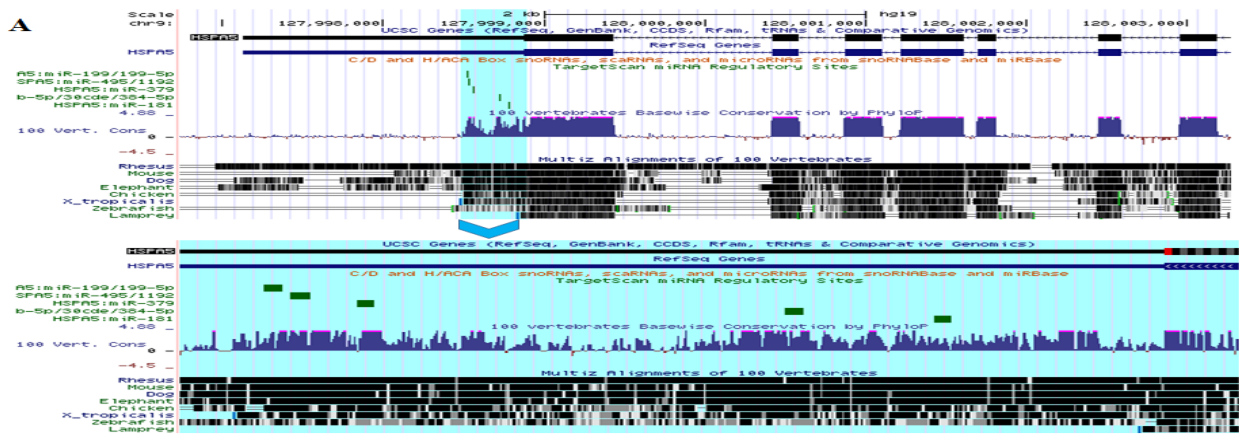 A
Scale 2 kb hg19
chr9: 127,998,000 127,999,000 128,000,000 128,001,000 128,002,000 128,003,000
UCSC Genes (RefSeq, GenBank, CCDS, Rfam, tRNAs & Comparative Genomics)
HSPA5
RefSeq Genes
HSPA5
C/D and H/ACA Box snoRNAs, scaRNAs, and microRNAs from snoRNABase and miRBase
TargetScan miRNA Regulatory Sites
A5:miR-199/199-5p
SPA5:miR-495/1192
HSPA5:miR-379
b-5p/30cde/384-5p
HSPA5:miR-181
100 vertebrates Basewise Conservation by PhyloP
4.88 _
100 Vert. Cons
0 _
-4.5 _
Multiz Alignments of 100 Vertebrates
Rhesus
Mouse
Dog
Elephant
Chicken
X_tropicalis
Zebrafish
Lamprey
UCSC Genes (RefSeq, GenBank, CCDS, Rfam, tRNAs & Comparative Genomics)
HSPA5
RefSeq Genes
HSPA5
C/D and H/ACA Box snoRNAs, scaRNAs, and microRNAs from snoRNABase and miRBase
TargetScan miRNA Regulatory Sites
A5:miR-199/199-5p
SPA5:miR-495/1192
HSPA5:miR-379
b-5p/30cde/384-5p
HSPA5:miR-181
100 vertebrates Basewise Conservation by PhyloP
4.88 _
100 Vert. Cons
0 _
-4.5 _
Multiz Alignments of 100 Vertebrates
Rhesus
Mouse
Dog
Elephant
Chicken
X_tropicalis
Zebrafish
Lamprey